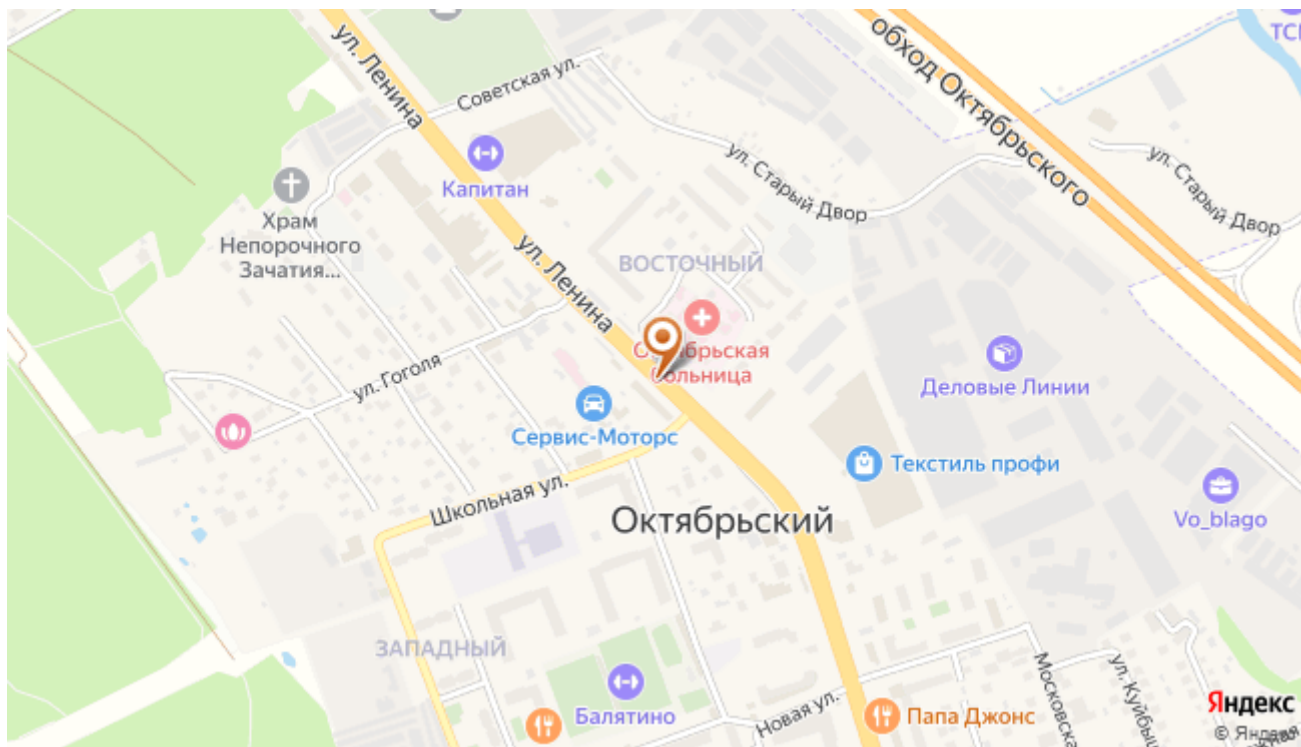 ул. Ленина
обход Октябрьского
Советская ул.
Капитан
ул. Старый Двор
ул. Старый Двор
Храм
Непорочного
Зачатия...
ул. Ленина
ВОСТОЧНЫЙ
ул. Гоголя
Октябрьская
больница
Деловые Линии
Сервис-Моторс
Текстиль профи
Школьная ул.
Октябрьский
Vo_blago
ЗАПАДНЫЙ
Балятино
Новая ул.
Папа Джонс
Яндекс